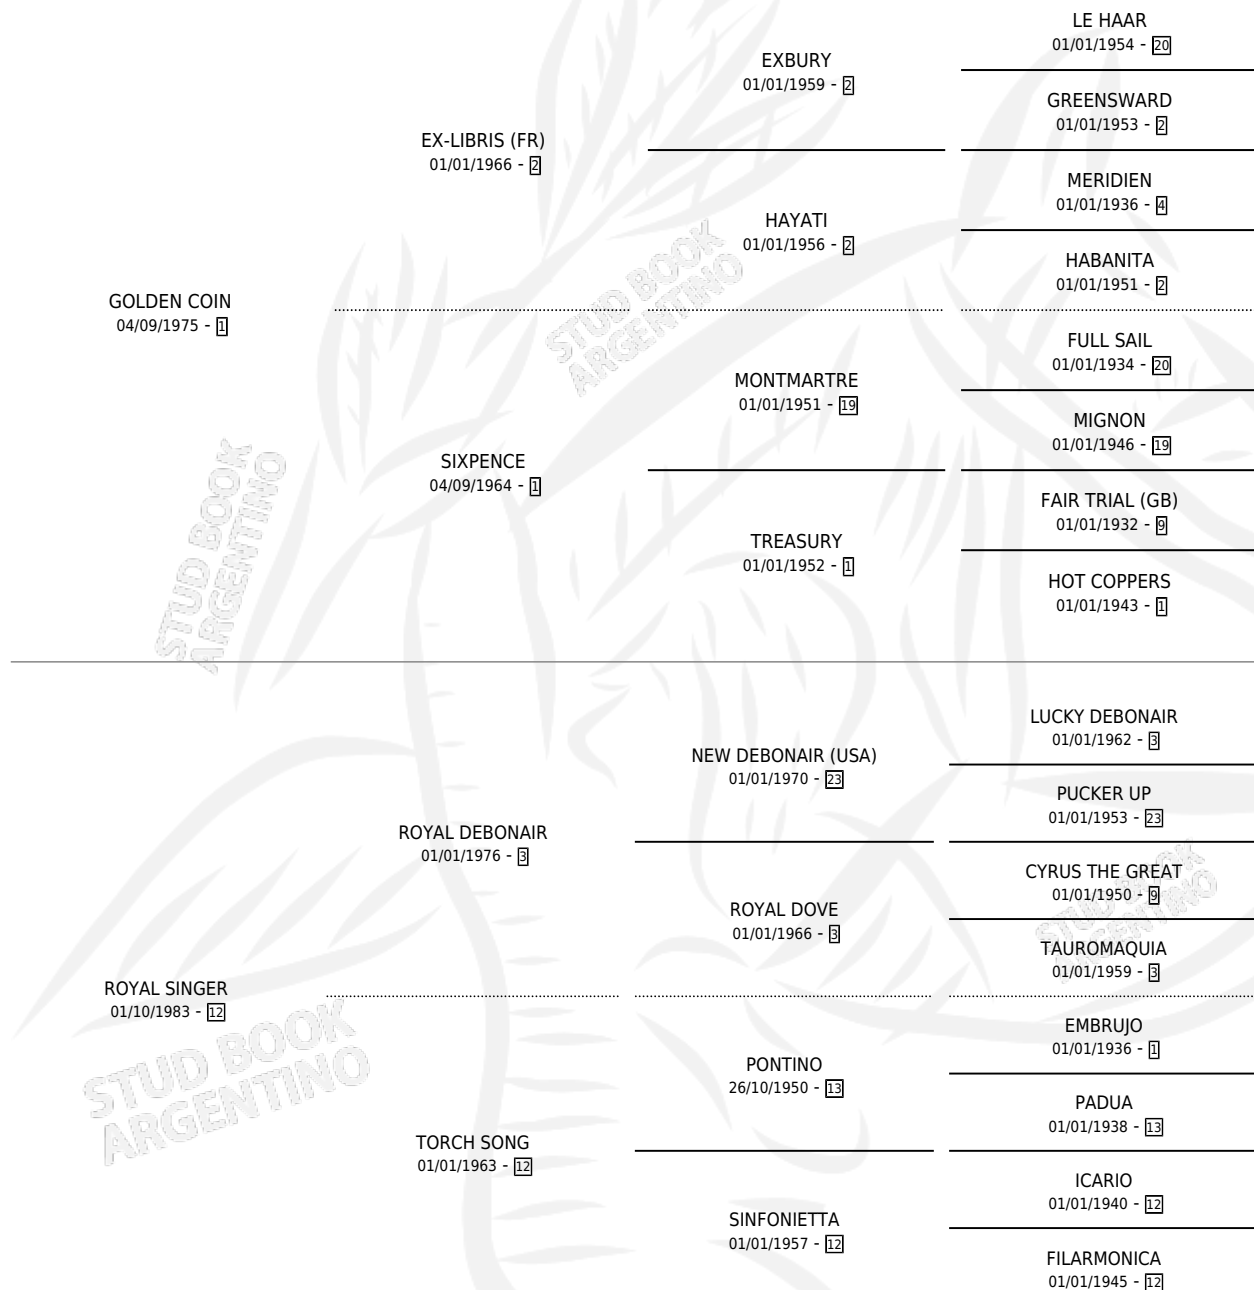 LE HAAR
01/01/1954 - 20
EXBURY
01/01/1959 - 2
GREENSWARD
01/01/1953 - 2
EX-LIBRIS (FR)
01/01/1966 - 2
MERIDIEN
01/01/1936 - 4
HAYATI
01/01/1956 - 2
HABANITA
01/01/1951 - 2
GOLDEN COIN
04/09/1975 - 1
FULL SAIL
01/01/1934 - 20
MONTMARTRE
01/01/1951 - 19
MIGNON
01/01/1946 - 19
SIXPENCE
04/09/1964 - 1
FAIR TRIAL (GB)
01/01/1932 - 9
TREASURY
01/01/1952 - 1
HOT COPPERS
01/01/1943 - 1
STUD BOOK
ARGENTINO
STUD BOOK
ARGENTINO
LUCKY DEBONAIR
01/01/1962 - 3
NEW DEBONAIR (USA)
01/01/1970 - 23
PUCKER UP
01/01/1953 - 23
ROYAL DEBONAIR
01/01/1976 - 3
CYRUS THE GREAT
01/01/1950 - 9
ROYAL DOVE
01/01/1966 - 3
TAUROMAQUIA
01/01/1959 - 3
ROYAL SINGER
01/10/1983 - 12
EMBRUJO
01/01/1936 - 1
PONTINO
26/10/1950 - 13
PADUA
01/01/1938 - 13
TORCH SONG
01/01/1963 - 12
ICARIO
01/01/1940 - 12
SINFONIETTA
01/01/1957 - 12
FILARMONICA
01/01/1945 - 12
STUD BOOK
ARGENTINO
STUD BOOK
ARGENTINO